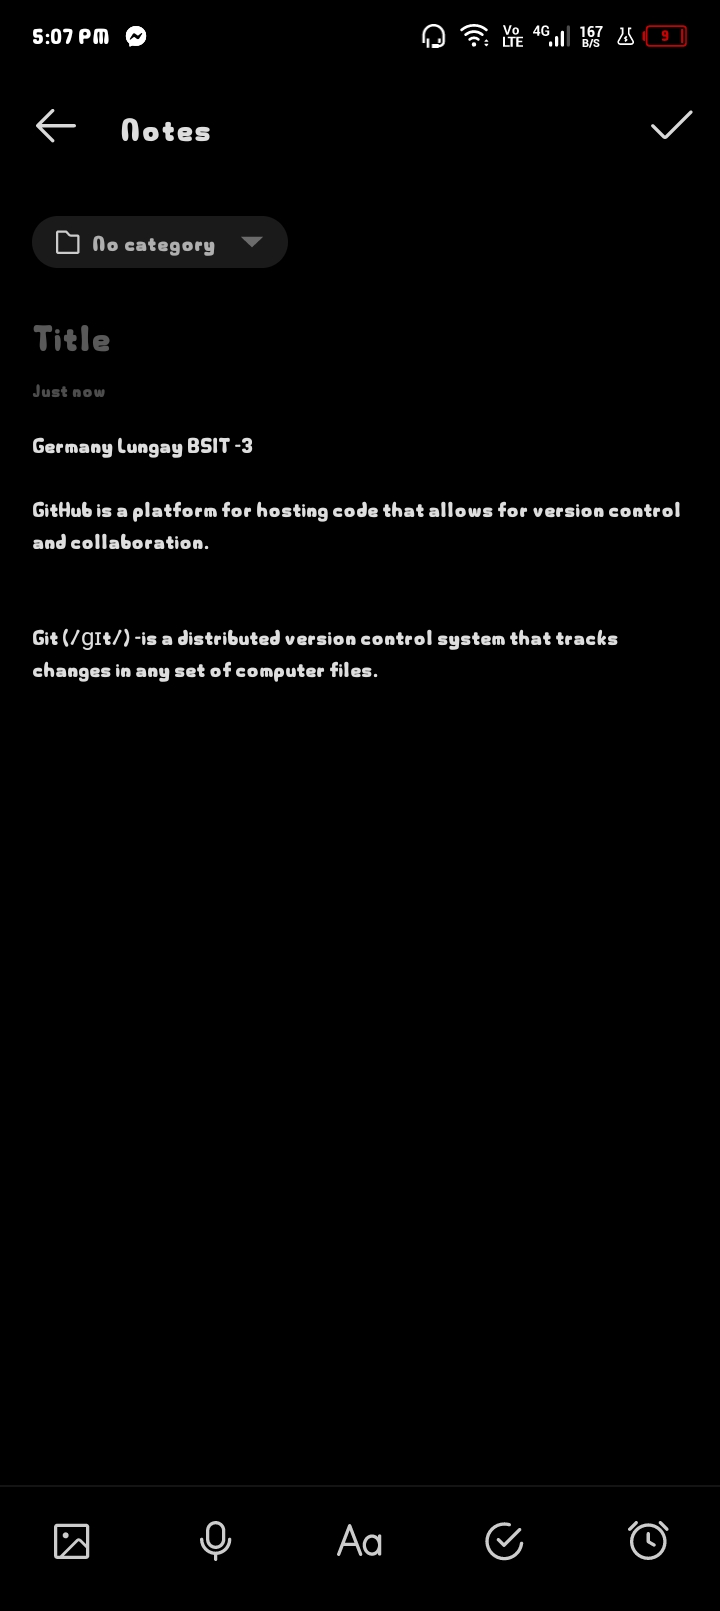 5:07 PM
Vo LTE 4G 167 B/S 9
Notes
No category
Title
Just now
Germany Lungay BSIT -3
GitHub is a platform for hosting code that allows for version control
and collaboration.
Git (/ɡɪt/) -is a distributed version control system that tracks
changes in any set of computer files.
Aa